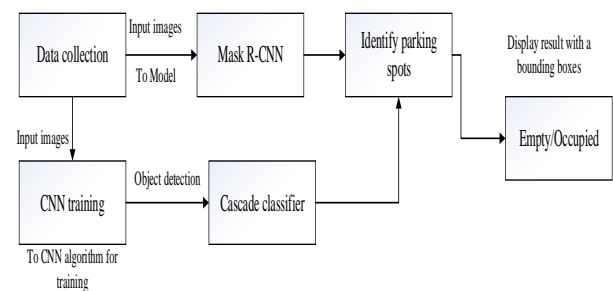 Input images
Data collection
To Model
Mask R-CNN
Identify parking
spots
Display result with a
bounding boxes
Empty/Occupied
Input images
CNN training
Object detection
Cascade classifier
To CNN algorithm for
training